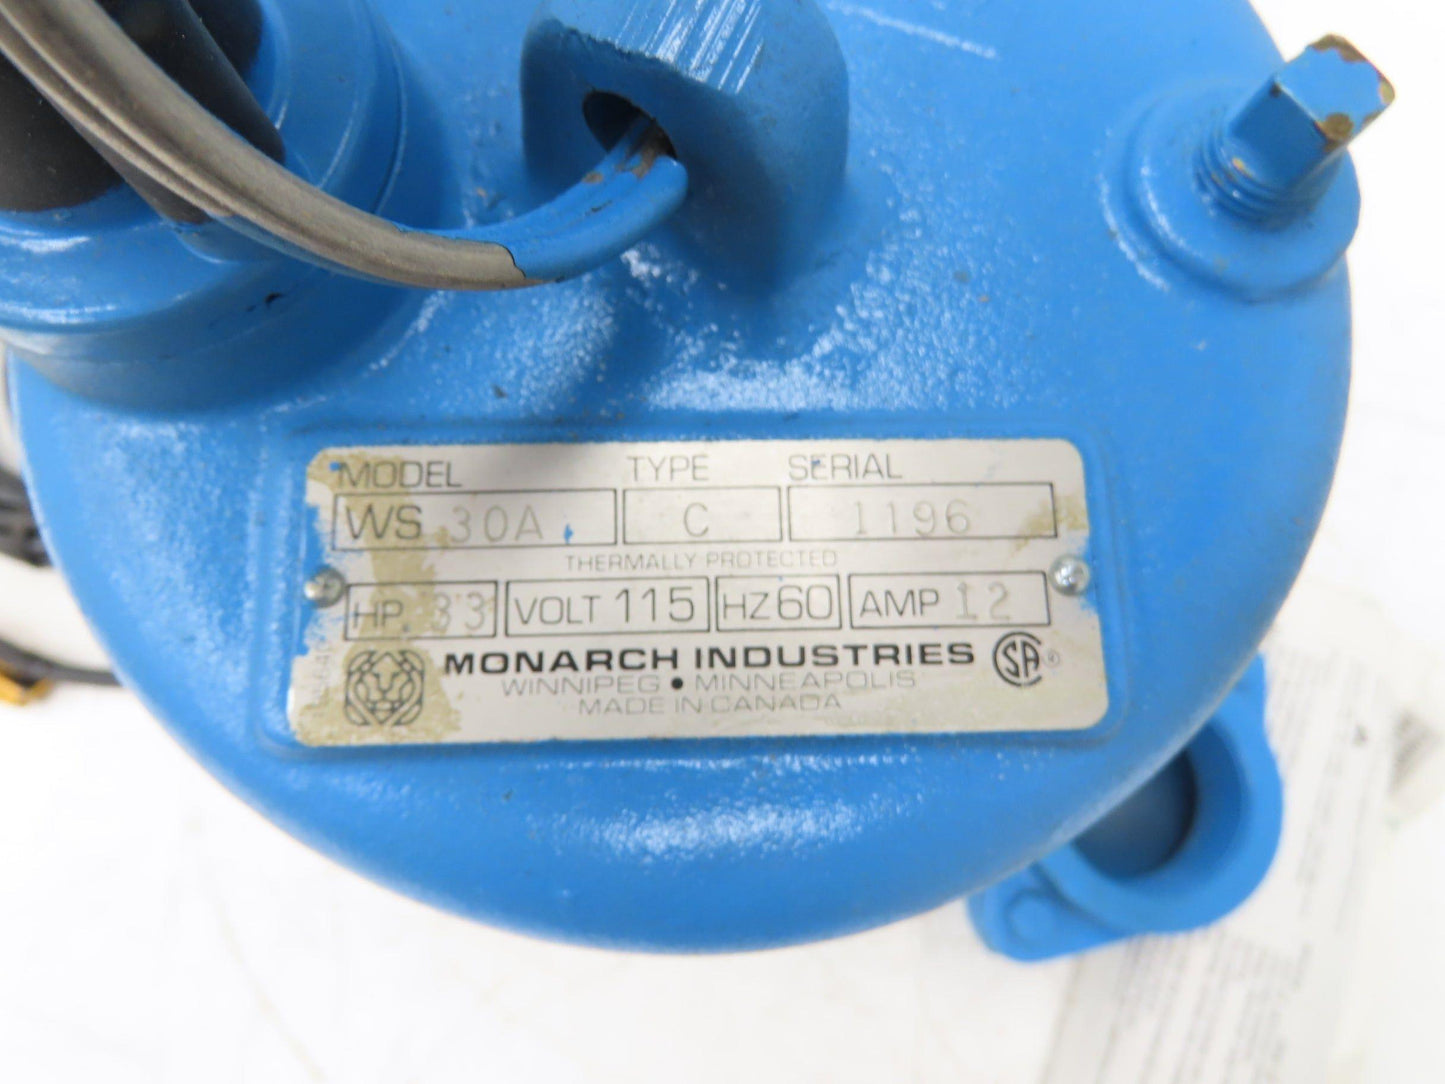 MODEL TYPE SERIAL
WS 30A C 1196
THERMALLY PROTECTED
HP .33 VOLT 115 HZ 60 AMP 12
MONARCH INDUSTRIES SA ®
WINNIPEG • MINNEAPOLIS
MADE IN CANADA